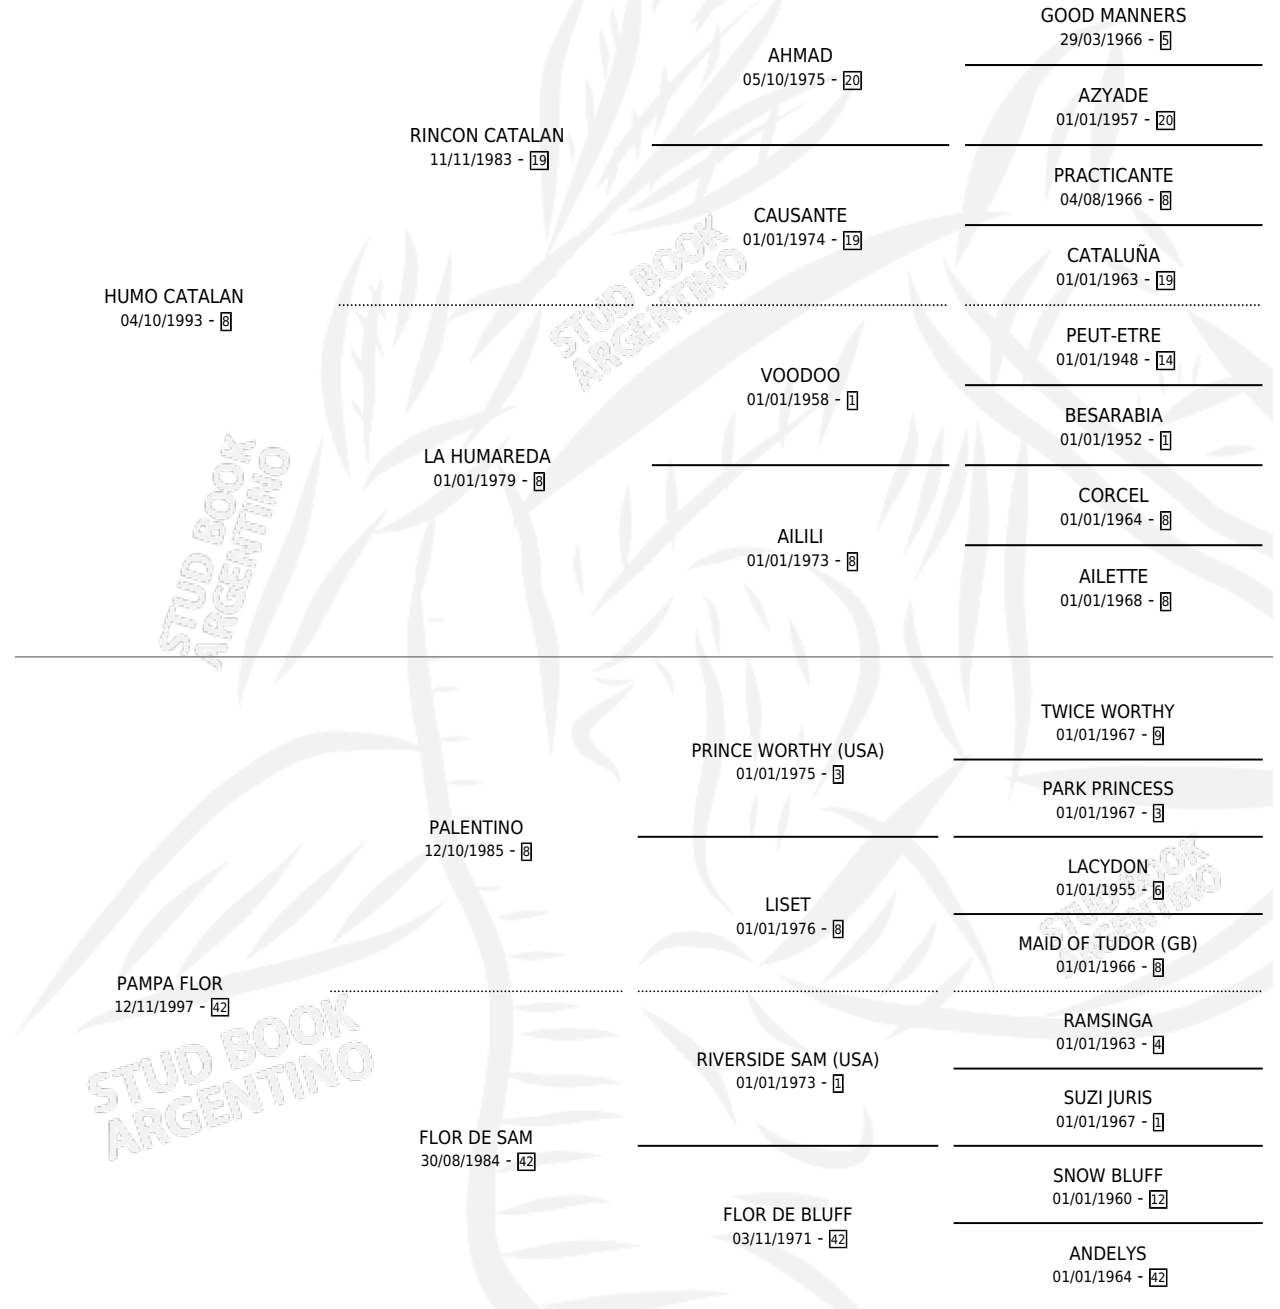 GOOD MANNERS
29/03/1966 - 5
AHMAD
05/10/1975 - 20
AZYADE
01/01/1957 - 20
RINCON CATALAN
11/11/1983 - 19
PRACTICANTE
04/08/1966 - 8
CAUSANTE
01/01/1974 - 19
CATALUÑA
01/01/1963 - 19
HUMO CATALAN
04/10/1993 - 8
STUD BOOK
ARGENTINO
PEUT-ETRE
01/01/1948 - 14
VOODOO
01/01/1958 - 1
BESARABIA
01/01/1952 - 1
LA HUMAREDA
01/01/1979 - 8
CORCEL
01/01/1964 - 8
AILILI
01/01/1973 - 8
AILETTE
01/01/1968 - 8
STUD BOOK
ARGENTINO
TWICE WORTHY
01/01/1967 - 9
PRINCE WORTHY (USA)
01/01/1975 - 3
PARK PRINCESS
01/01/1967 - 3
PALENTINO
12/10/1985 - 8
LACYDON
01/01/1955 - 6
LISET
01/01/1976 - 8
MAID OF TUDOR (GB)
01/01/1966 - 8
STUD BOOK
ARGENTINO
PAMPA FLOR
12/11/1997 - 42
RAMSINGA
01/01/1963 - 4
RIVERSIDE SAM (USA)
01/01/1973 - 1
SUZI JURIS
01/01/1967 - 1
STUD BOOK
ARGENTINO
FLOR DE SAM
30/08/1984 - 42
SNOW BLUFF
01/01/1960 - 12
FLOR DE BLUFF
03/11/1971 - 42
ANDELYS
01/01/1964 - 42